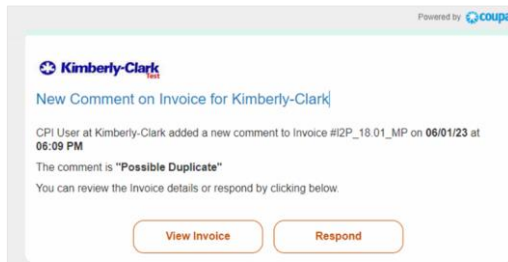 Powered by coupa
Kimberly-Clark
Test
New Comment on Invoice for Kimberly-Clark
CPI User at Kimberly-Clark added a new comment to Invoice #I2P_18.01_MP on 06/01/23 at
06:09 PM
The comment is "Possible Duplicate"
You can review the Invoice details or respond by clicking below.
View Invoice
Respond